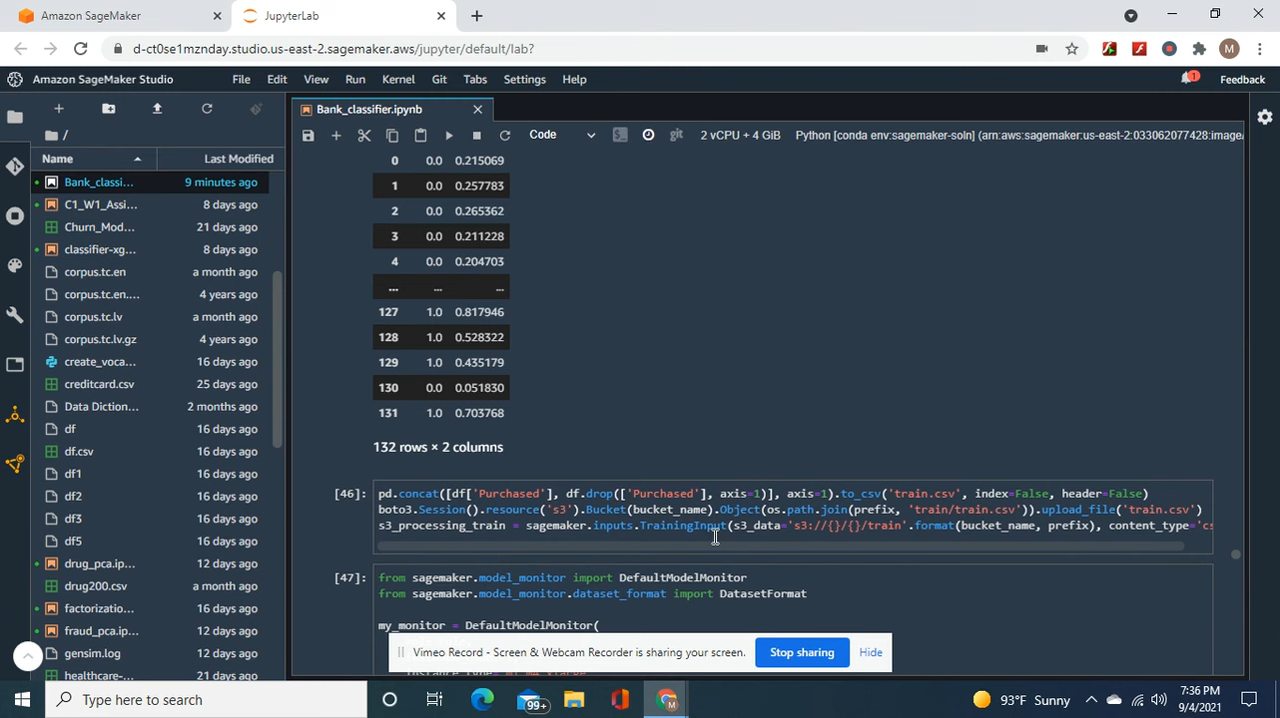 Amazon SageMaker
JupyterLab
d-ct0se1mznday.studio.us-east-2.sagemaker.aws/jupyter/default/lab?
M
Amazon SageMaker Studio
File Edit View Run Kernel Git Tabs Settings Help
1
Feedback
Bank_classifier.ipynb
Code
git
2 vCPU + 4 GiB
Python [conda env:sagemaker-soln] (arn:aws:sagemaker:us-east-2:033062077428:image/
/
Name Last Modified
Bank_classi... 9 minutes ago
C1_W1_Assi... 8 days ago
Churn_Mod... 21 days ago
classifier-xg... 8 days ago
corpus.tc.en a month ago
corpus.tc.en.... 4 years ago
corpus.tc.lv a month ago
corpus.tc.lv.gz 4 years ago
create_voca... 16 days ago
creditcard.csv 25 days ago
Data Diction... 2 months ago
df 16 days ago
df.csv 16 days ago
df1 16 days ago
df2 16 days ago
df3 16 days ago
df5 16 days ago
drug_pca.ip... 12 days ago
drug200.csv 16 days ago
factorizatio... 16 days ago
fraud_pca.ip... 12 days ago
gensim.log 12 days ago
healthcare-... 16 days ago
0 0.0 0.215069
1 0.0 0.257783
2 0.0 0.265362
3 0.0 0.211228
4 0.0 0.204703
... ... ...
127 1.0 0.817946
128 1.0 0.528322
129 1.0 0.435179
130 0.0 0.051830
131 1.0 0.703768
132 rows × 2 columns
[46]: pd.concat([df['Purchased'], df.drop(['Purchased'], axis=1)], axis=1).to_csv('train.csv', index=False, header=False)
boto3.Session().resource('s3').Bucket(bucket_name).Object(os.path.join(prefix, 'train/train.csv')).upload_file('train.csv')
s3_processing_train = sagemaker.inputs.TrainingInput(s3_data='s3://{}/{}/train'.format(bucket_name, prefix), content_type='cs
[47]: from sagemaker.model_monitor import DefaultModelMonitor
from sagemaker.model_monitor.dataset_format import DatasetFormat
my_monitor = DefaultModelMonitor(
Vimeo Record - Screen & Webcam Recorder is sharing your screen.
Stop sharing
Hide
Type here to search
99+
M
93°F Sunny
7:36 PM
9/4/2021